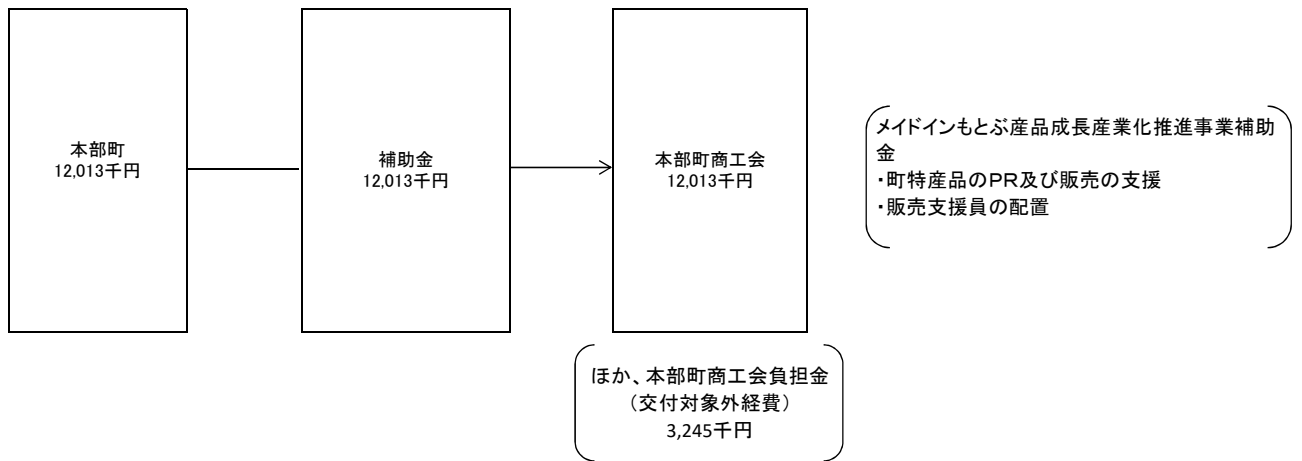 本部町
12,013千円
補助金
12,013千円
本部町商工会
12,013千円
メイドインもとぶ産品成長産業化推進事業補助
金
・町特産品のPR及び販売の支援
・販売支援員の配置
ほか、本部町商工会負担金
（交付対象外経費）
3,245千円